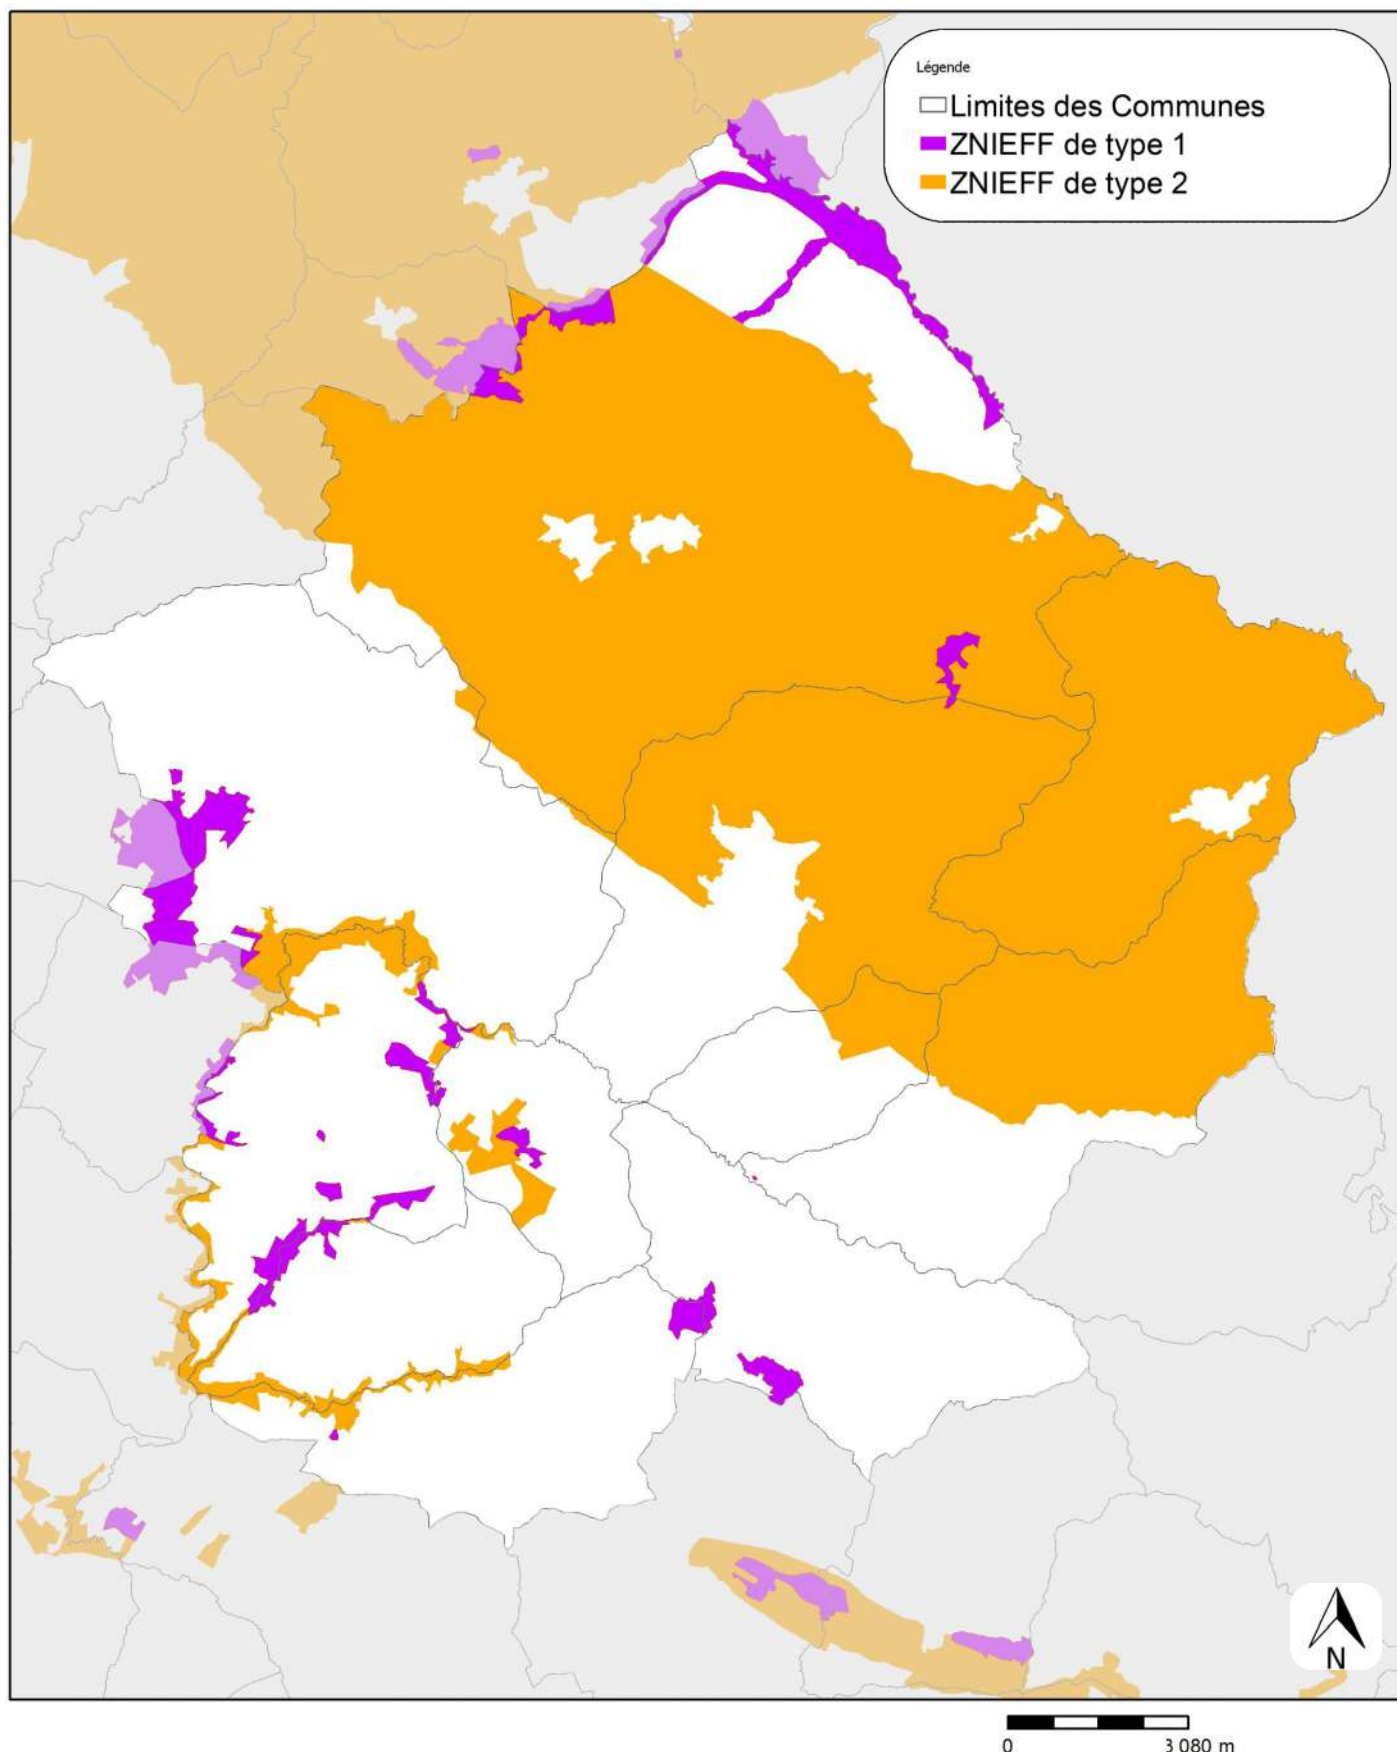 Légende
Limites des Communes
ZNIEFF de type 1
ZNIEFF de type 2
N
0 3 080 m